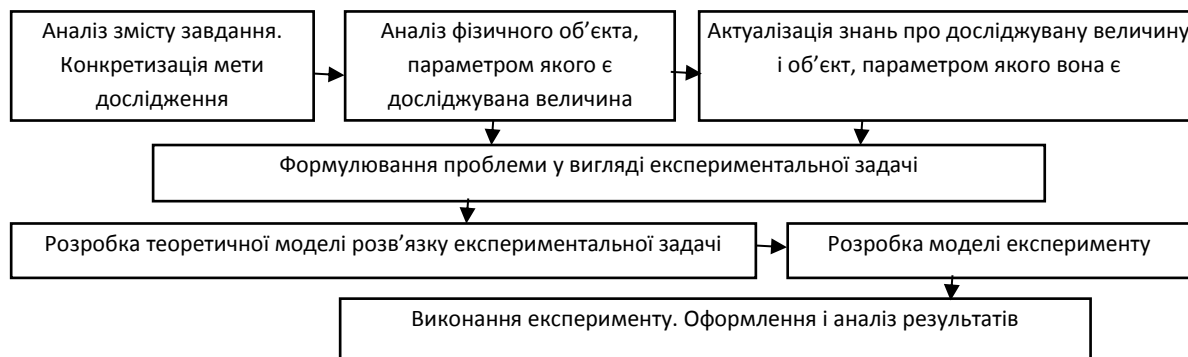 Аналіз змісту завдання.
Конкретизація мети
дослідження
Аналіз фізичного об’єкта,
параметром якого є
досліджувана величина
Актуалізація знань про досліджувану величину
і об’єкт, параметром якого вона є
Формулювання проблеми у вигляді експериментальної задачі
Розробка теоретичної моделі розв’язку експериментальної задачі
Розробка моделі експерименту
Виконання експерименту. Оформлення і аналіз результатів